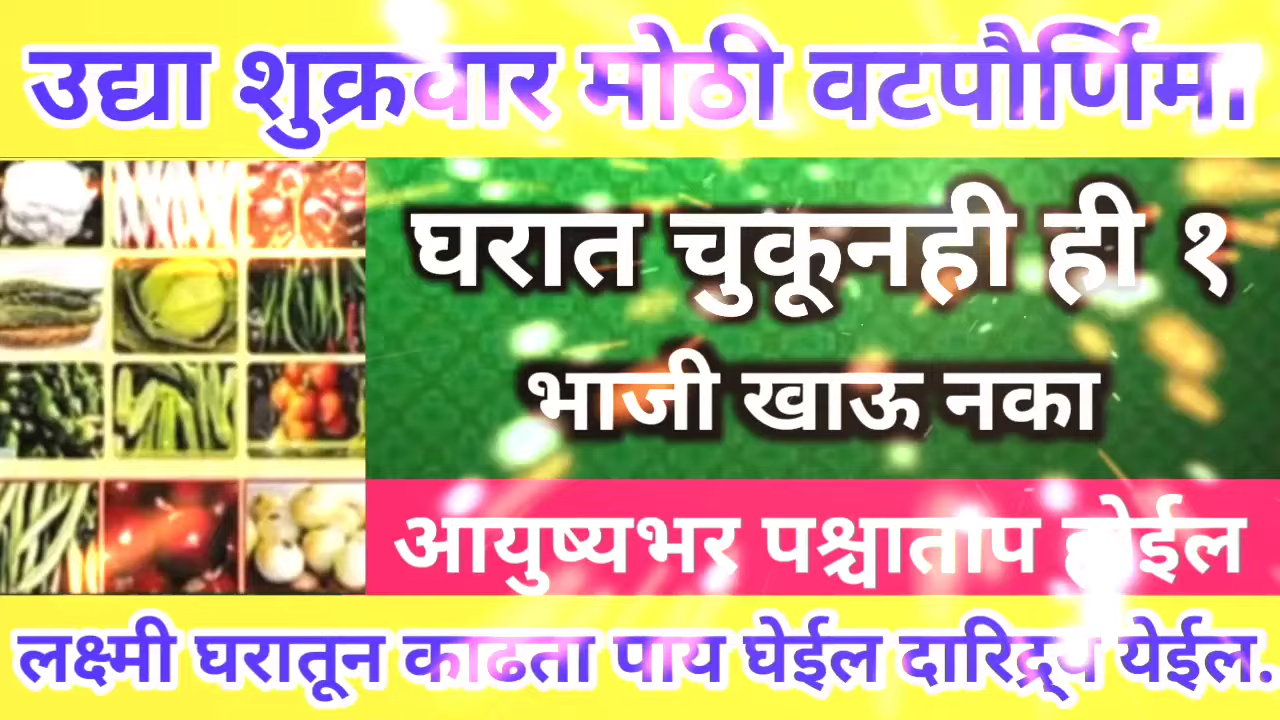 उद्या शुक्रवार मोठी वटपौर्णिमा
घरात चुकूनही ही १
भाजी खाऊ नका
आयुष्यभर पश्चाताप होईल
लक्ष्मी घरातून काढता पाय घेईल दारिद्र्य येईल.